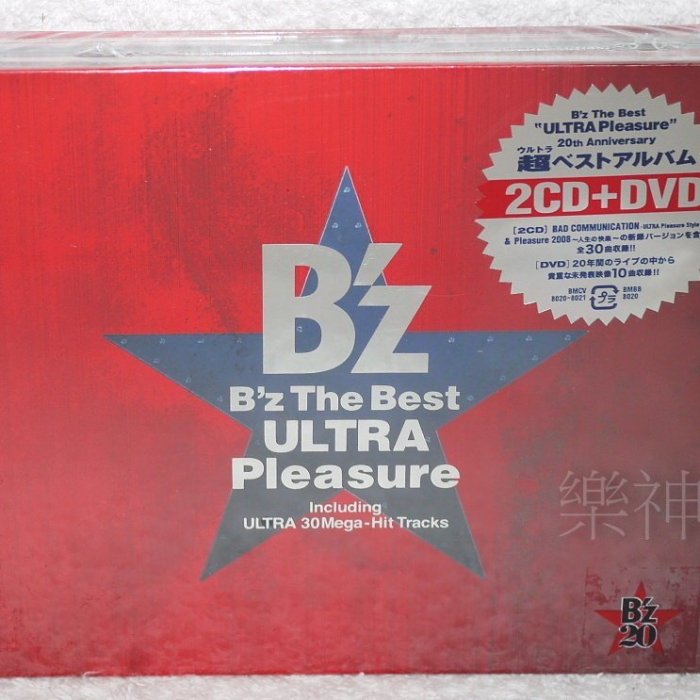 B'z The Best
"ULTRA Pleasure"
20th Anniversary
ウルトラ
超ベストアルバム
2CD+DVD
[2CD] BAD COMMUNICATION -ULTRA Pleasure Style
& Pleasure 2008 〜人生の快楽〜の新録バージョンを含
全30曲収録!!
[DVD] 20年間のライブの中から
貴重な未発表映像10曲収録!!
BMCV
8020-8021
プラ
BMBB
8020
B'z
B'z The Best
ULTRA
Pleasure
Including
ULTRA 30Mega-Hit Tracks
樂神
B'z
20